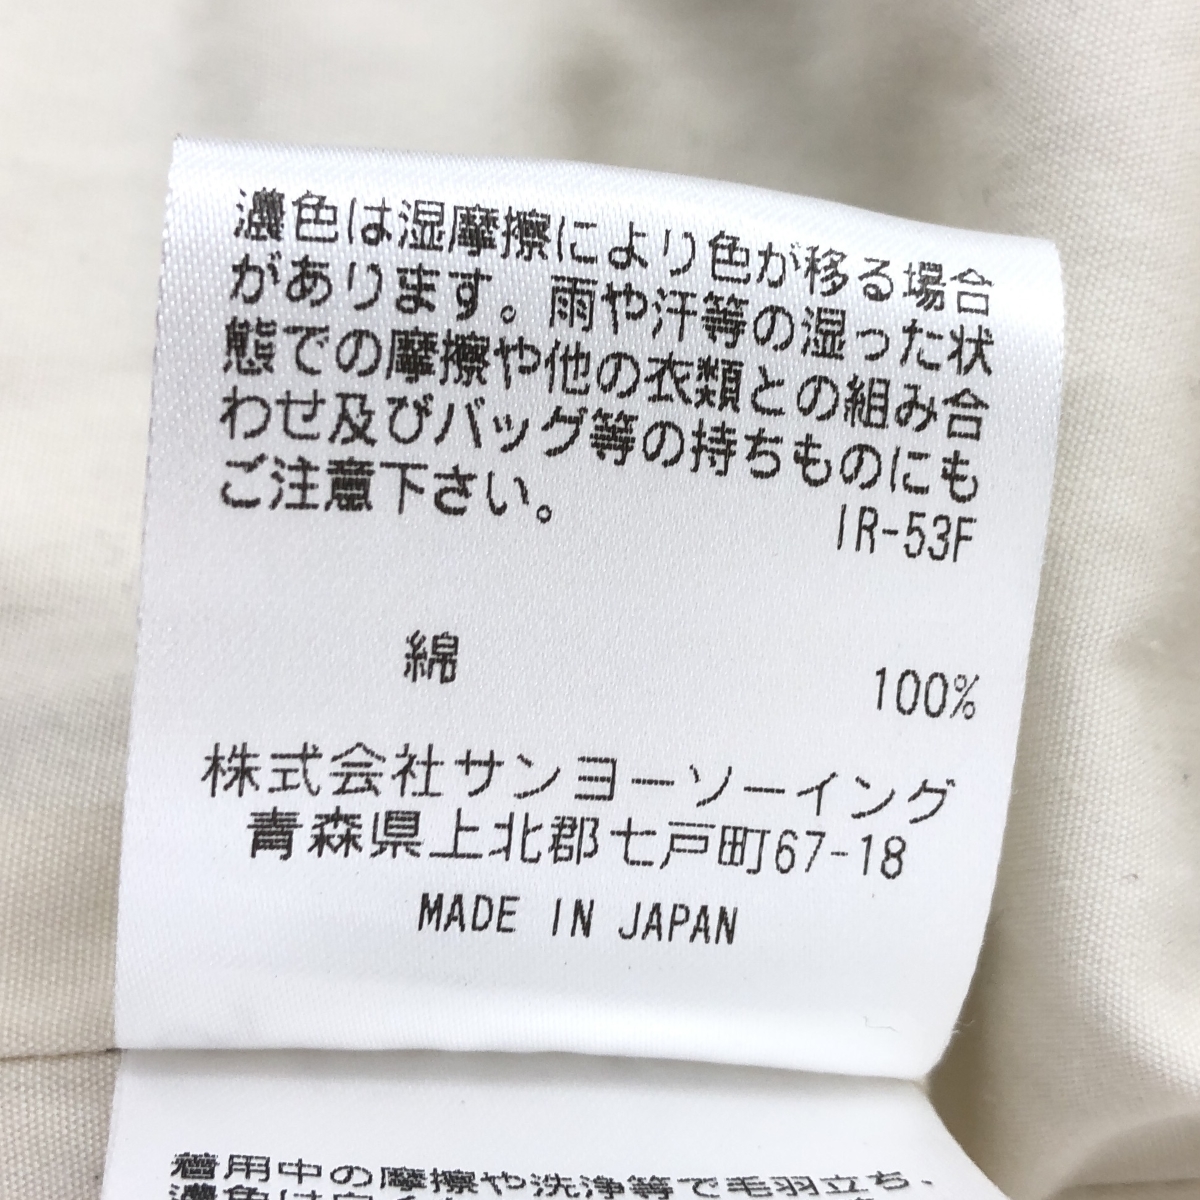 濃色は湿摩擦により色が移る場合
があります。雨や汗等の湿った状
態での摩擦や他の衣類との組み合
わせ及びバッグ等の持ちものにも
ご注意下さい。
IR-53F
綿 100%
株式会社サンヨーソーイング
青森県上北郡七戸町67-18
MADE IN JAPAN
着用中の摩擦や洗浄等で毛羽立ち、
濃色は